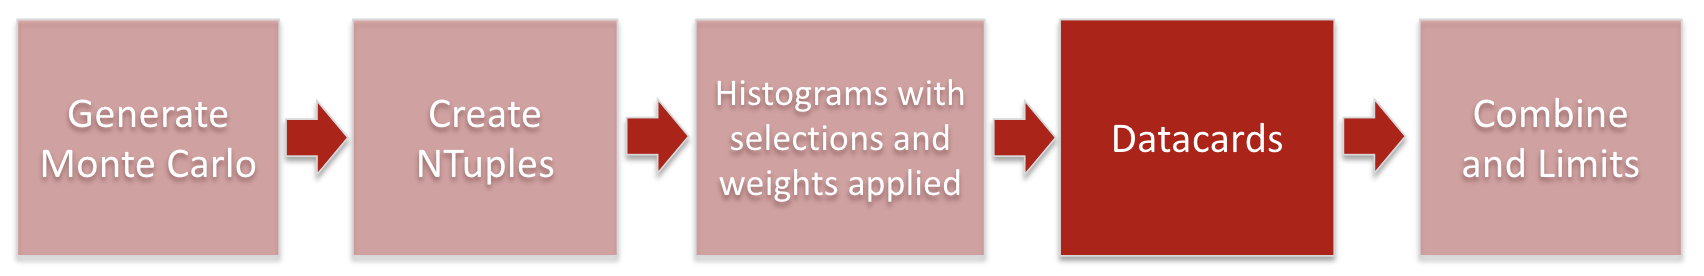 Generate
Monte Carlo
Create
NTuples
Histograms with
selections and
weights applied
Datacards
Combine
and Limits